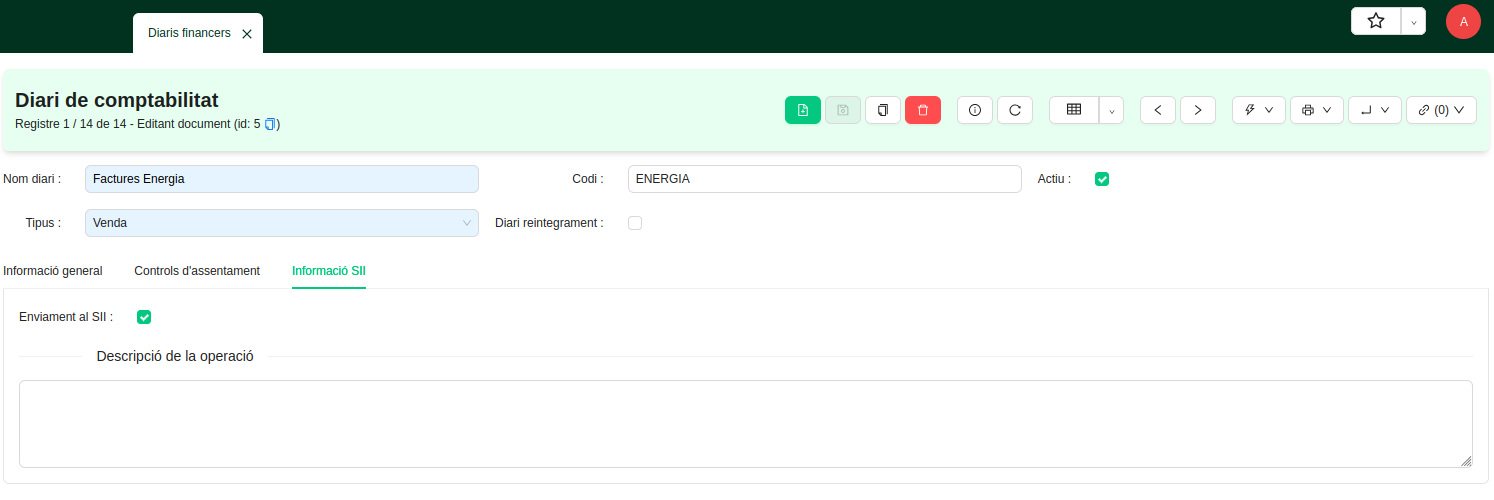 Diaris financers
A
Diari de comptabilitat
Registre 1 / 14 de 14 - Editant document (id: 5 )
(0)
Nom diari : Factures Energia Codi : ENERGIA Actiu :
Tipus : Venda Diari reintegrament :
Informació general Controls d'assentament Informació SII
Enviament al SII :
Descripció de la operació